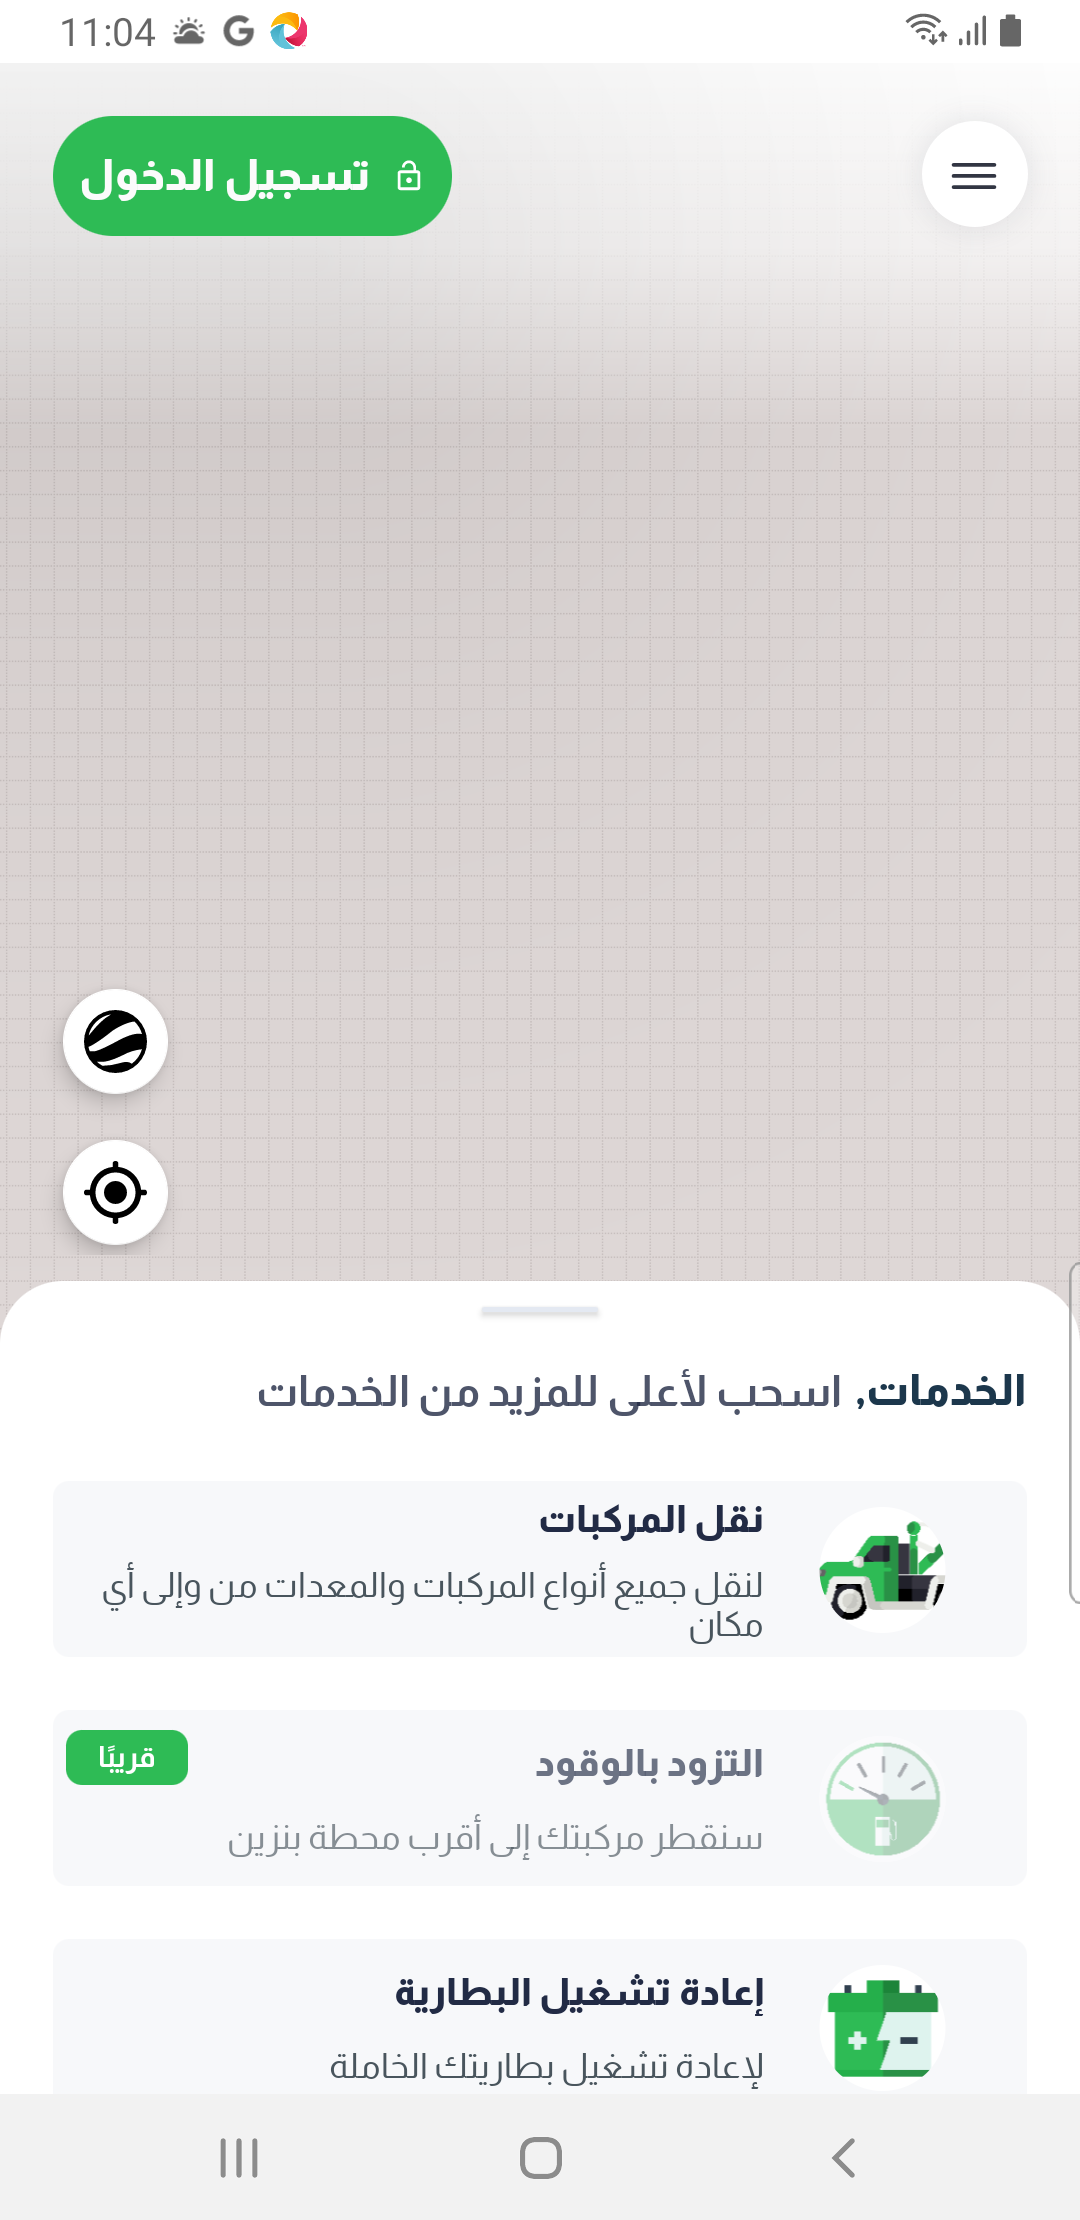 11:04
تسجيل الدخول
الخدمات, اسحب لأعلى للمزيد من الخدمات
نقل المركبات
لنقل جميع أنواع المركبات والمعدات من وإلى أي
مكان
التزود بالوقود
قريبًا
سنقطر مركبتك إلى أقرب محطة بنزين
إعادة تشغيل البطارية
لإعادة تشغيل بطاريتك الخاملة